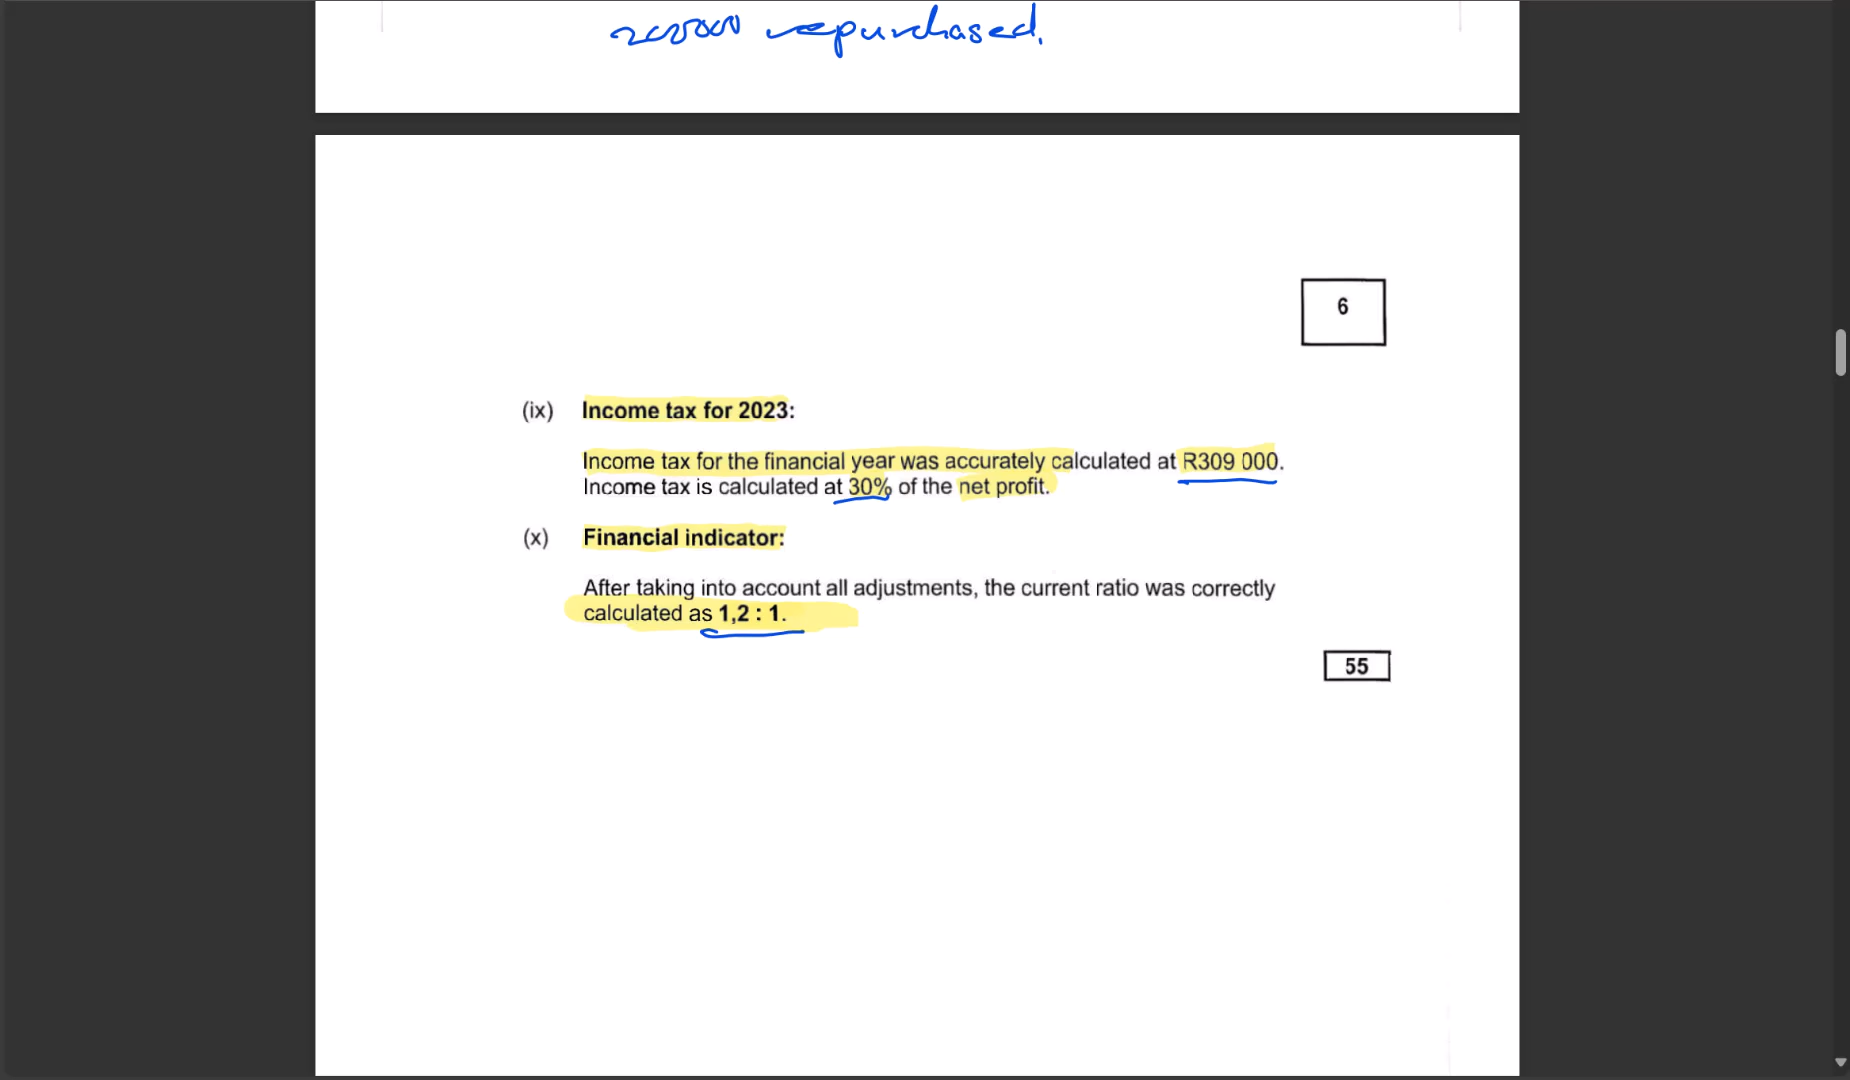 200000 repurchased.
6
(ix) Income tax for 2023:
Income tax for the financial year was accurately calculated at R309 000.
Income tax is calculated at 30% of the net profit.
(x) Financial indicator:
After taking into account all adjustments, the current ratio was correctly
calculated as 1,2 : 1.
55